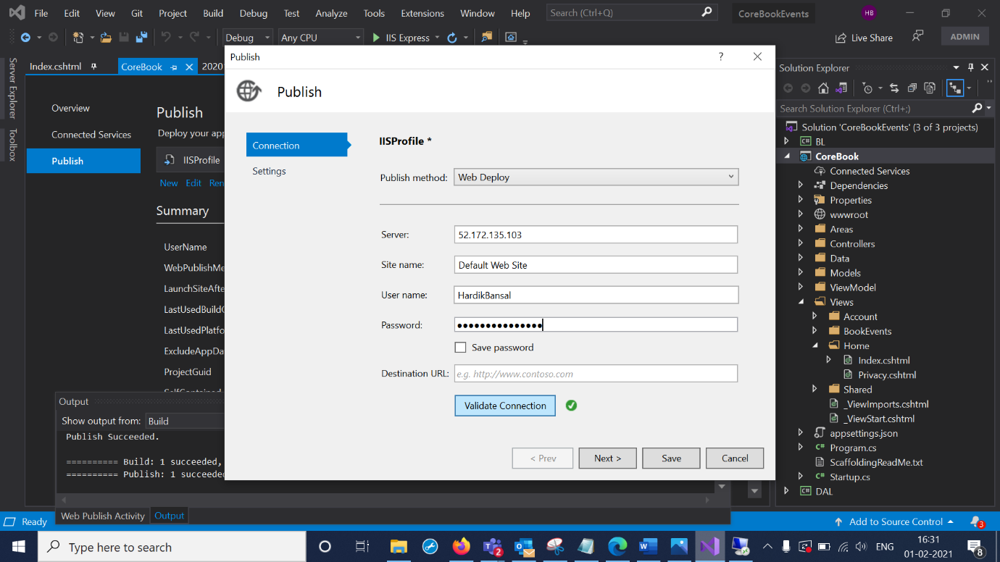 File Edit View Git Project Build Debug Test Analyze Tools Extensions Window Help Search (Ctrl+Q) CoreBookEvents HB
Debug Any CPU IIS Express Live Share ADMIN
Server Explorer
Toolbox
Index.cshtml CoreBook
Overview
Connected Services
Publish
Publish
Deploy your app
IISProfile
New Edit Ren
Summary
UserName
WebPublishMe
LaunchSiteAfte
LastUsedBuildC
LastUsedPlatfo
ExcludeAppDa
ProjectGuid
SelfContained
Output
Show output from: Build
Publish Succeeded.
========== Build: 1 succeeded,
========== Publish: 1 succeeded
Web Publish Activity Output
Publish ?
Publish
Connection
Settings
IISProfile *
Publish method: Web Deploy
Server: 52.172.135.103
Site name: Default Web Site
User name: HardikBansal
Password: ●●●●●●●●●●●●●●●
Save password
Destination URL: e.g. http://www.contoso.com
Validate Connection
< Prev Next > Save Cancel
Solution Explorer
Search Solution Explorer (Ctrl+;)
Solution 'CoreBookEvents' (3 of 3 projects)
C# BL
CoreBook
Connected Services
Dependencies
Properties
wwwroot
Areas
Controllers
Data
Models
ViewModel
Views
Account
BookEvents
Home
Index.cshtml
Privacy.cshtml
Shared
_ViewImports.cshtml
_ViewStart.cshtml
appsettings.json
C# Program.cs
ScaffoldingReadMe.txt
C# Startup.cs
C# DAL
Ready Add to Source Control 3
Type here to search 2 ENG 16:31
01-02-2021 8